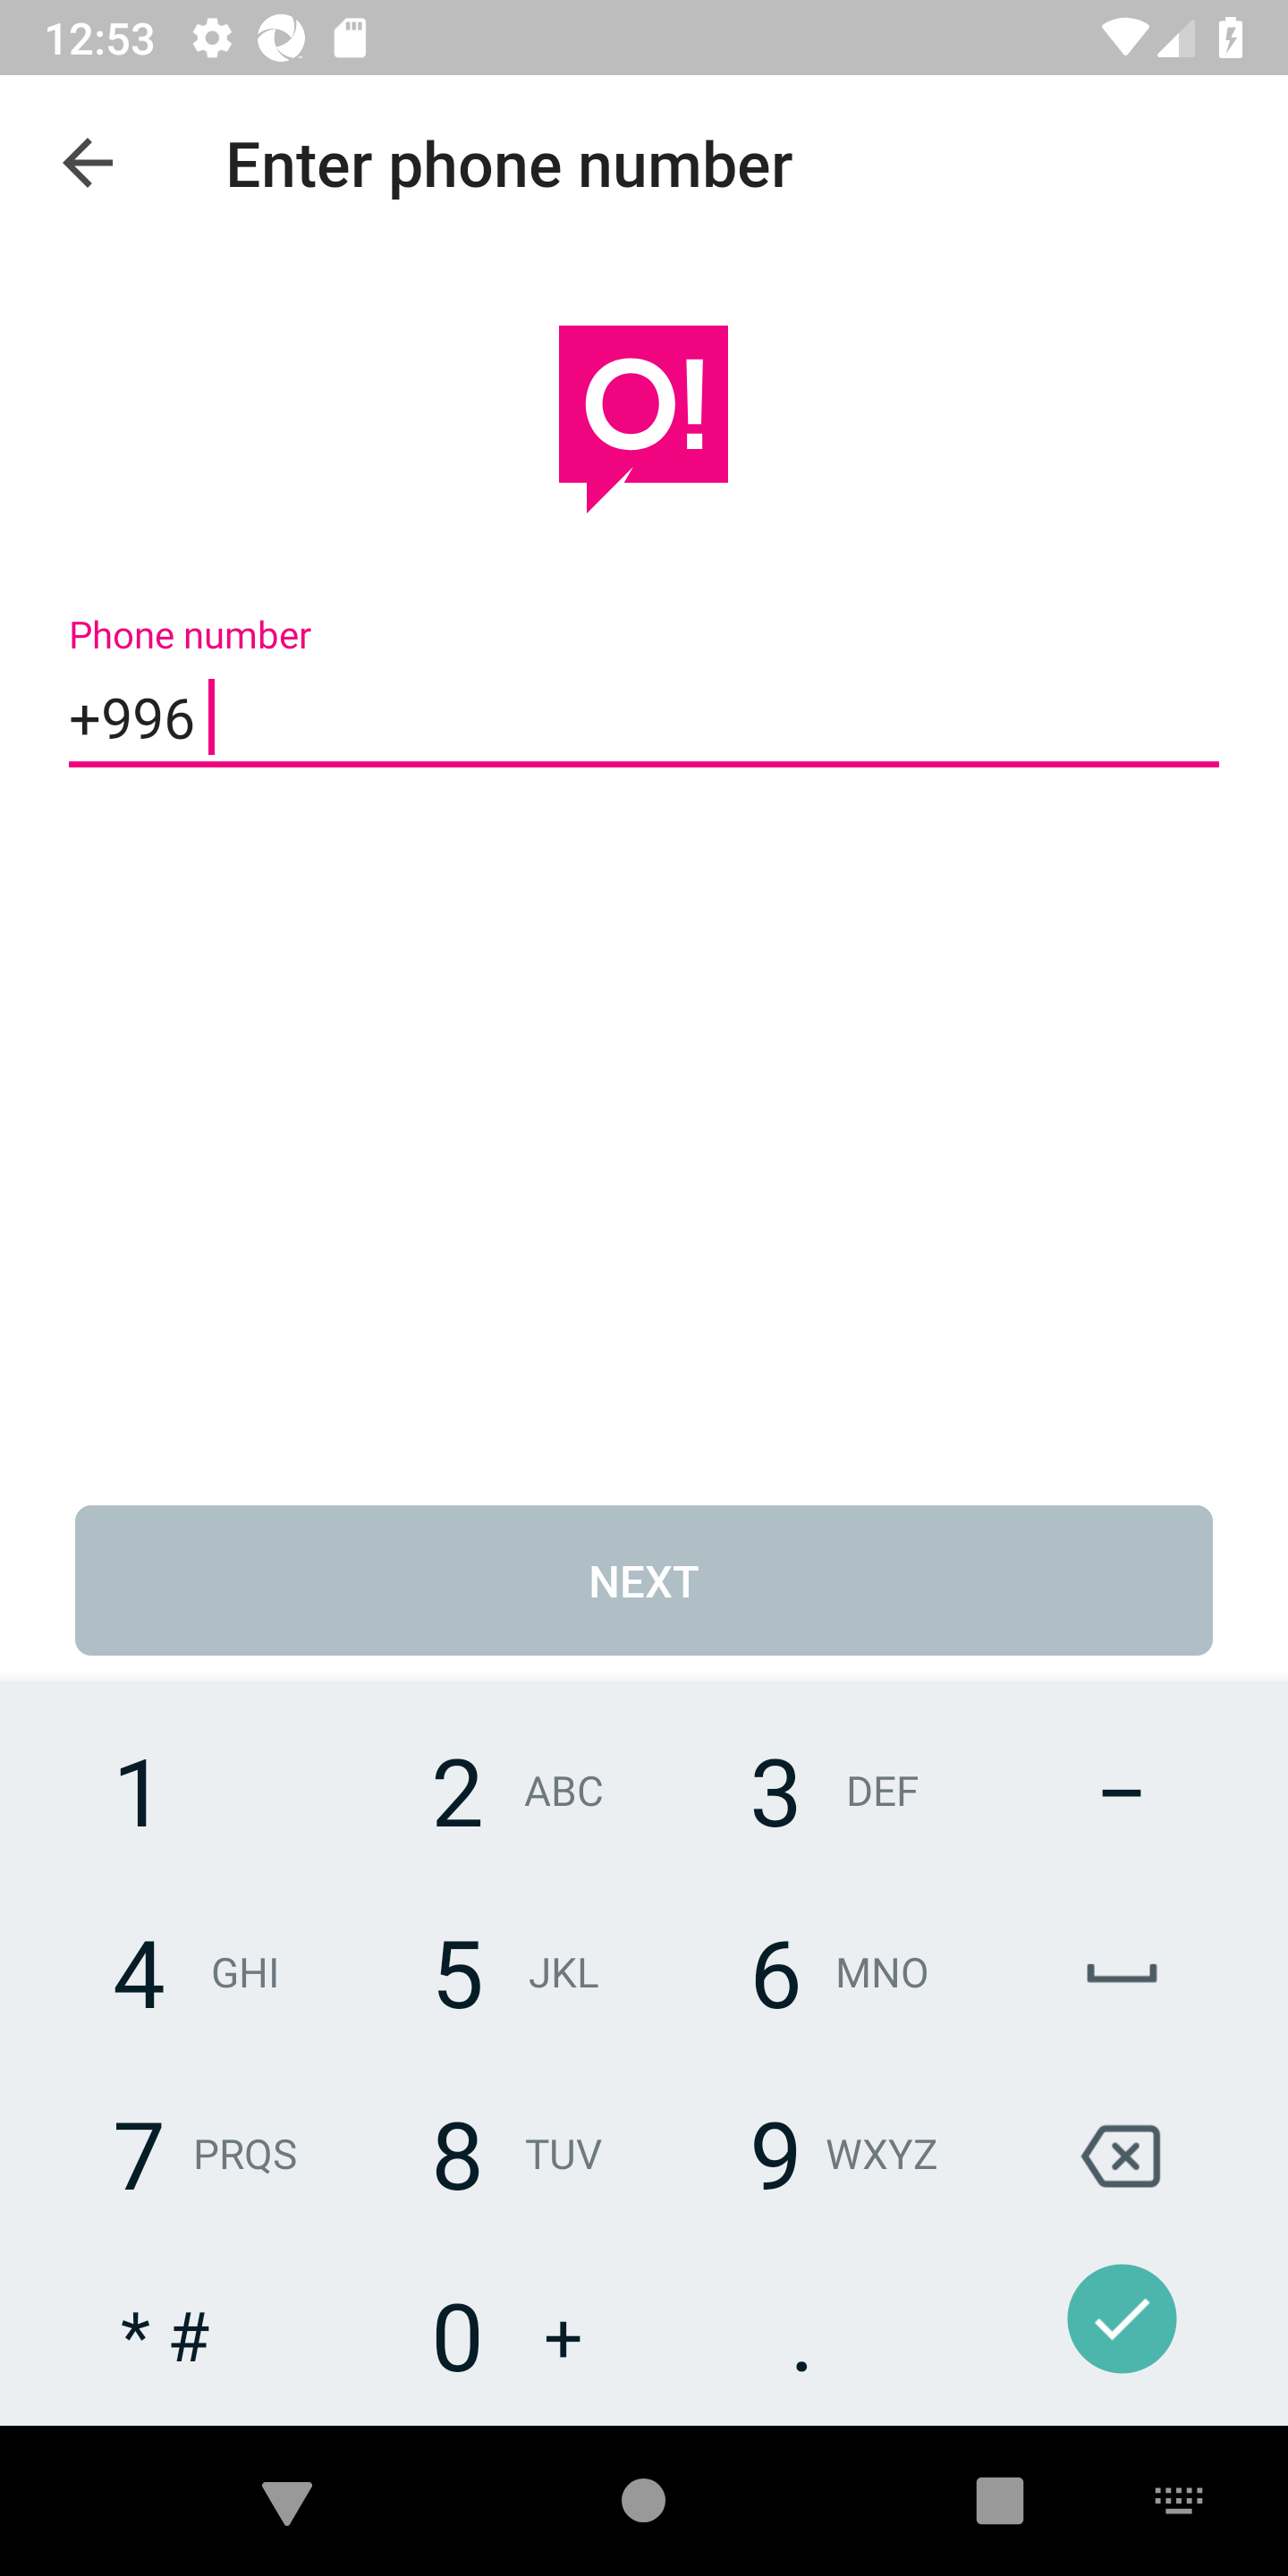 12:53
Enter phone number
O!
Phone number
+996
NEXT
1
2 ABC
3 DEF
–
4 GHI
5 JKL
6 MNO
7 PRQS
8 TUV
9 WXYZ
* #
0 +
.